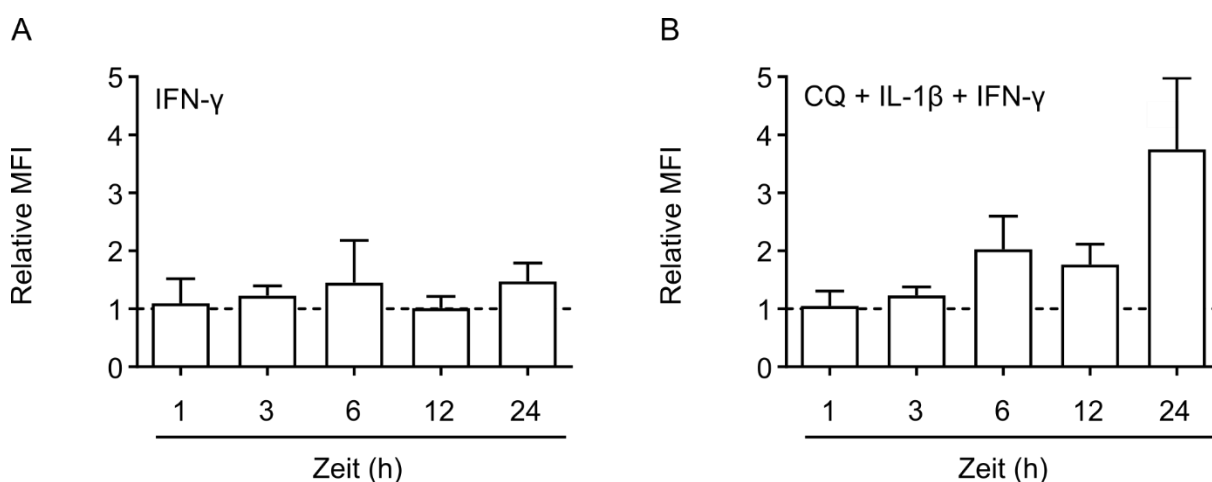 A
Relative MFI
5
4
3
2
1
0
IFN-γ
1 3 6 12 24
Zeit (h)
B
Relative MFI
5
4
3
2
1
0
CQ + IL-1β + IFN-γ
1 3 6 12 24
Zeit (h)